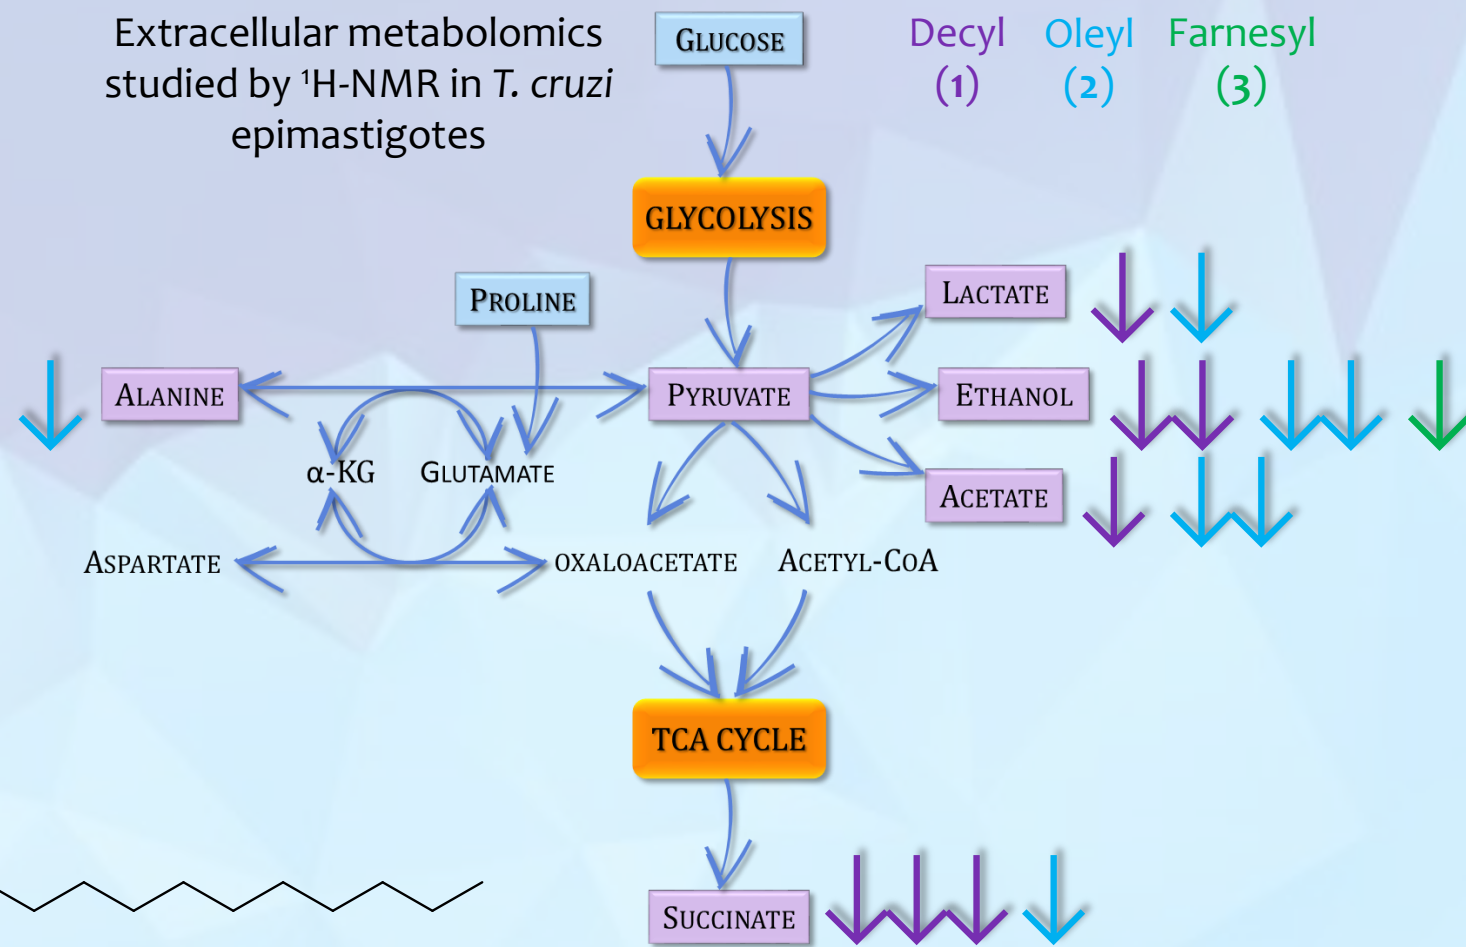 Extracellular metabolomics
studied by ¹H-NMR in T. cruzi
epimastigotes
GLUCOSE
Decyl
(1)
Oleyl
(2)
Farnesyl
(3)
GLYCOLYSIS
PROLINE
LACTATE
ALANINE
PYRUVATE
ETHANOL
α-KG
GLUTAMATE
ACETATE
ASPARTATE
OXALOACETATE
ACETYL-COA
TCA CYCLE
SUCCINATE